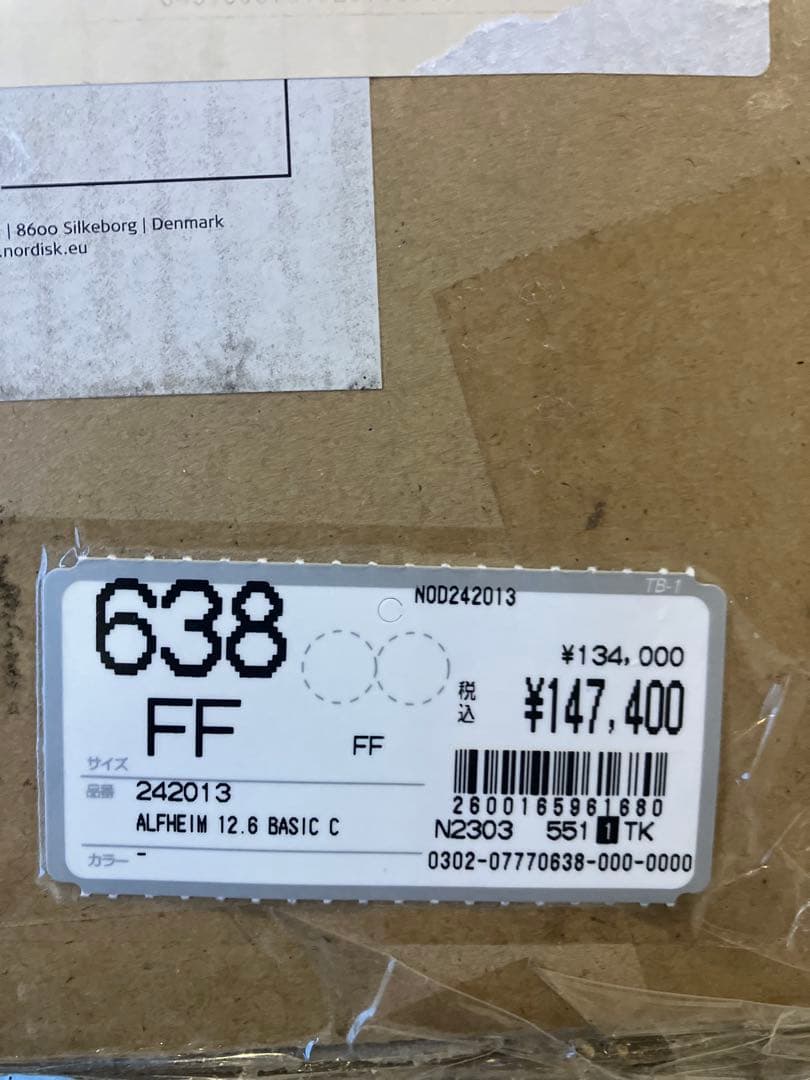 | 8600 Silkeborg | Denmark
.nordisk.eu
TB-1
638
NOD242013
¥134,000
税込
¥147,400
FF
FF
サイズ
品番 242013
ALFHEIM 12.6 BASIC C
2600165961680
N2303 551 1 TK
カラー -
0302-07770638-000-0000